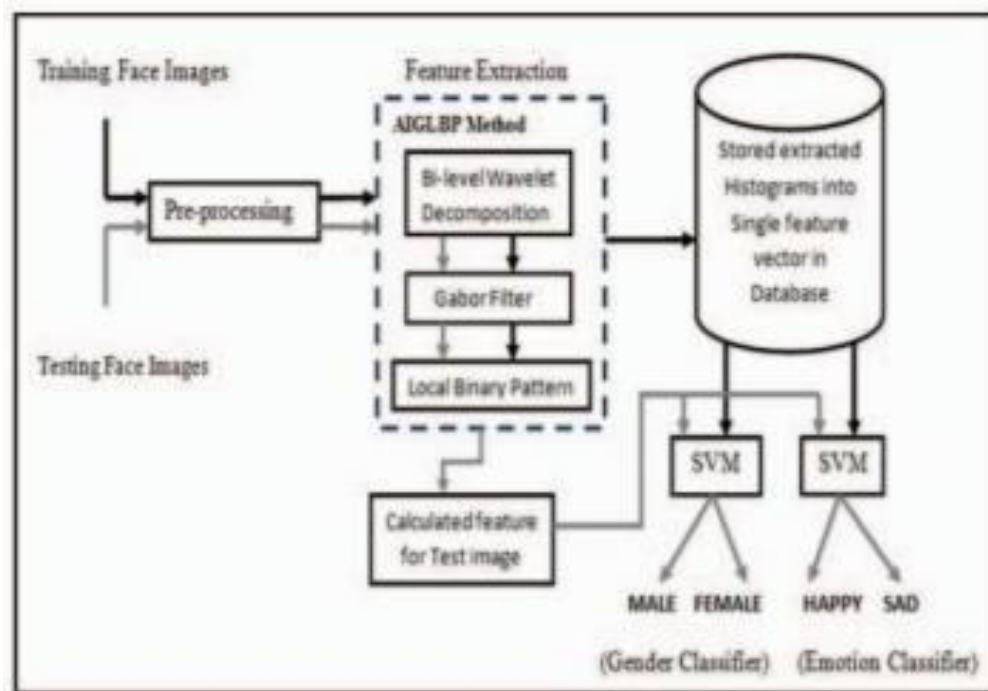 Training Face Images
Feature Extraction
AIGLBP Method
Bi-level Wavelet
Decomposition
Pre-processing
Gabor Filter
Local Binary Pattern
Testing Face Images
Stored extracted
Histograms into
Single feature
vector in
Database
Calculated feature
for Test image
SVM
SVM
MALE FEMALE
HAPPY SAD
(Gender Classifier)
(Emotion Classifier)